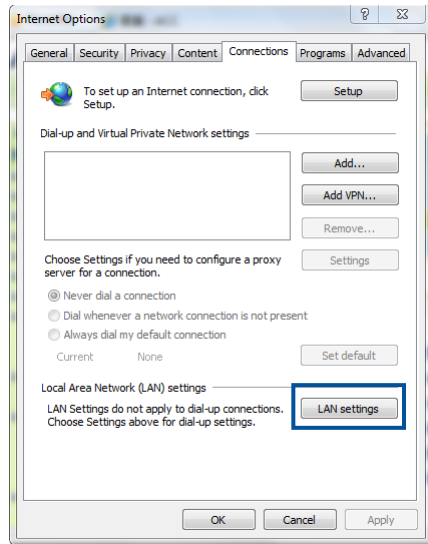 Internet Options
General Security Privacy Content Connections Programs Advanced
To set up an Internet connection, click
Setup.
Setup
Dial-up and Virtual Private Network settings
Add...
Add VPN...
Remove...
Choose Settings if you need to configure a proxy
server for a connection.
Settings
Never dial a connection
Dial whenever a network connection is not present
Always dial my default connection
Current None
Set default
Local Area Network (LAN) settings
LAN Settings do not apply to dial-up connections.
Choose Settings above for dial-up settings.
LAN settings
OK Cancel Apply